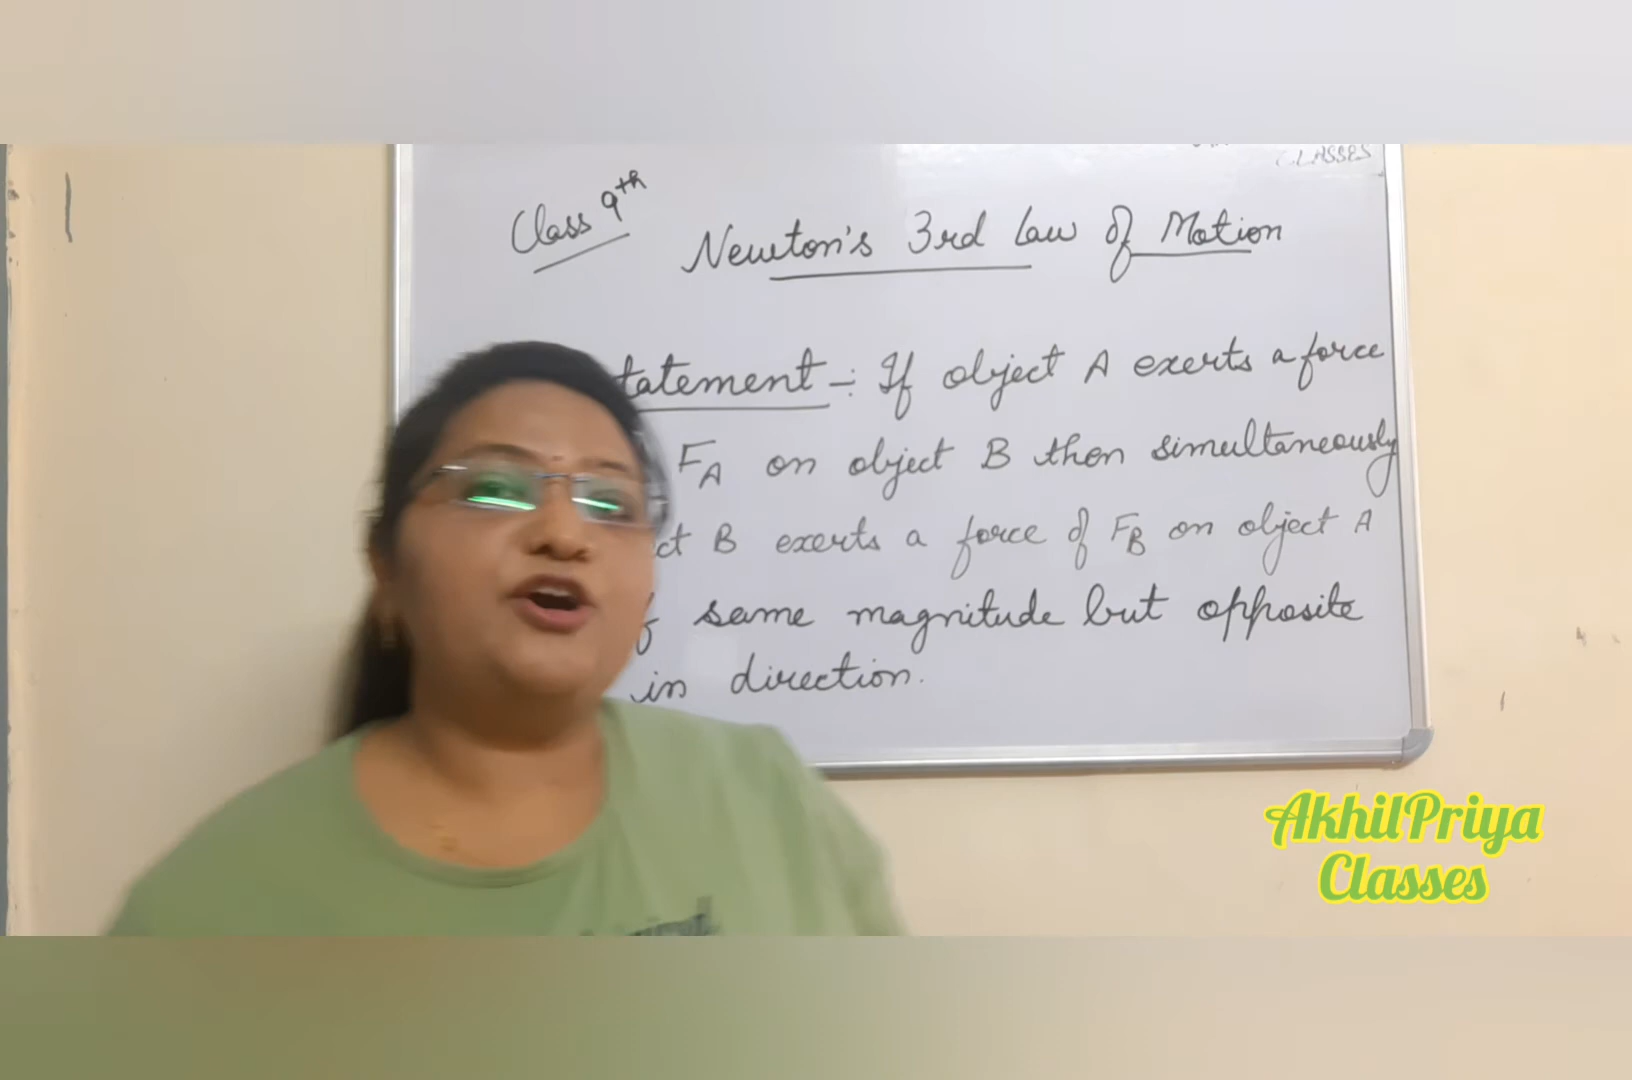 CLASSES
Class 9th
Newton's 3rd Law of Motion
tatement -: If object A exerts a force
FA on object B then simultaneously
ct B exerts a force of FB on object A
same magnitude but opposite
in direction.
AkhilPriya
Classes